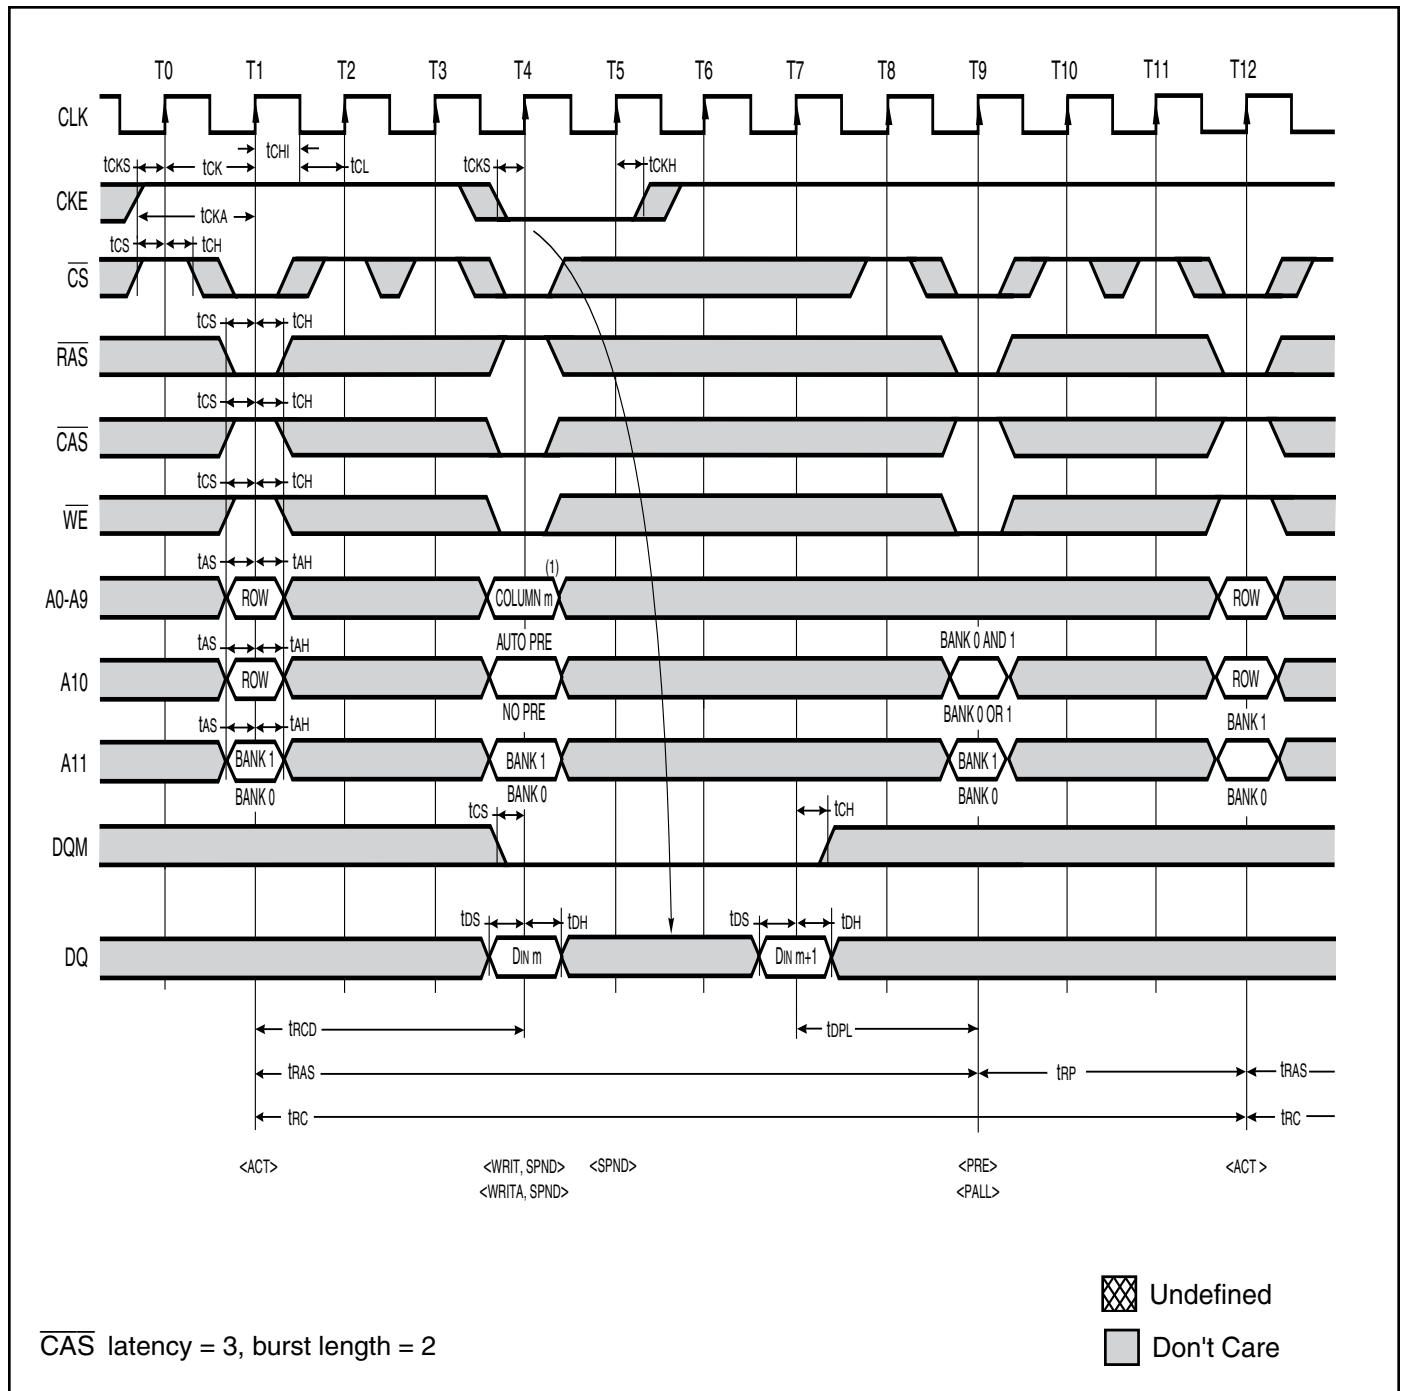 T0 T1 T2 T3 T4 T5 T6 T7 T8 T9 T10 T11 T12
CLK
tCHI
tCKS tCK tCL tCKS tCKH
CKE
tCKA
tCS tCH
CS
tCS tCH
RAS
tCS tCH
CAS
tCS tCH
WE
tAS tAH (1)
A0-A9 ROW COLUMN m ROW
tAS tAH AUTO PRE BANK 0 AND 1
A10 ROW ROW
NO PRE BANK 0 OR 1 BANK 1
tAS tAH
A11 BANK 1 BANK 1 BANK 1
BANK 0 BANK 0 BANK 0 BANK 0
tCS tCH
DQM
tDS tDH tDS tDH
DQ DIN m DIN m+1
tRCD tDPL
tRAS tRP tRAS
tRC tRC
<ACT> <WRIT, SPND> <SPND> <PRE> <ACT >
<WRITA, SPND> <PALL>
Undefined
CAS latency = 3, burst length = 2 Don't Care